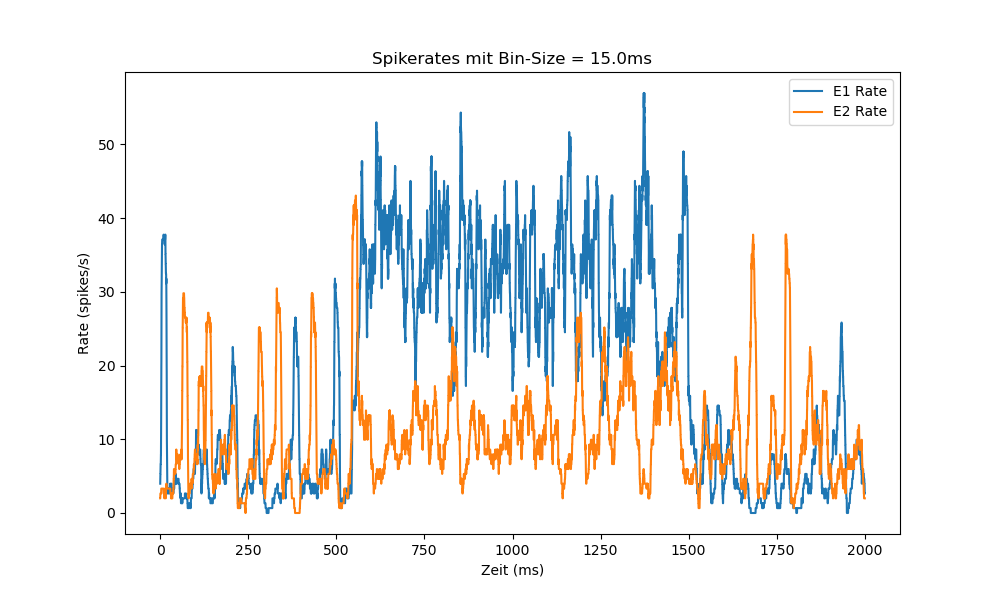 Spikerates mit Bin-Size = 15.0ms
E1 Rate
E2 Rate
Rate (spikes/s)
50
40
30
20
10
0
0 250 500 750 1000 1250 1500 1750 2000
Zeit (ms)